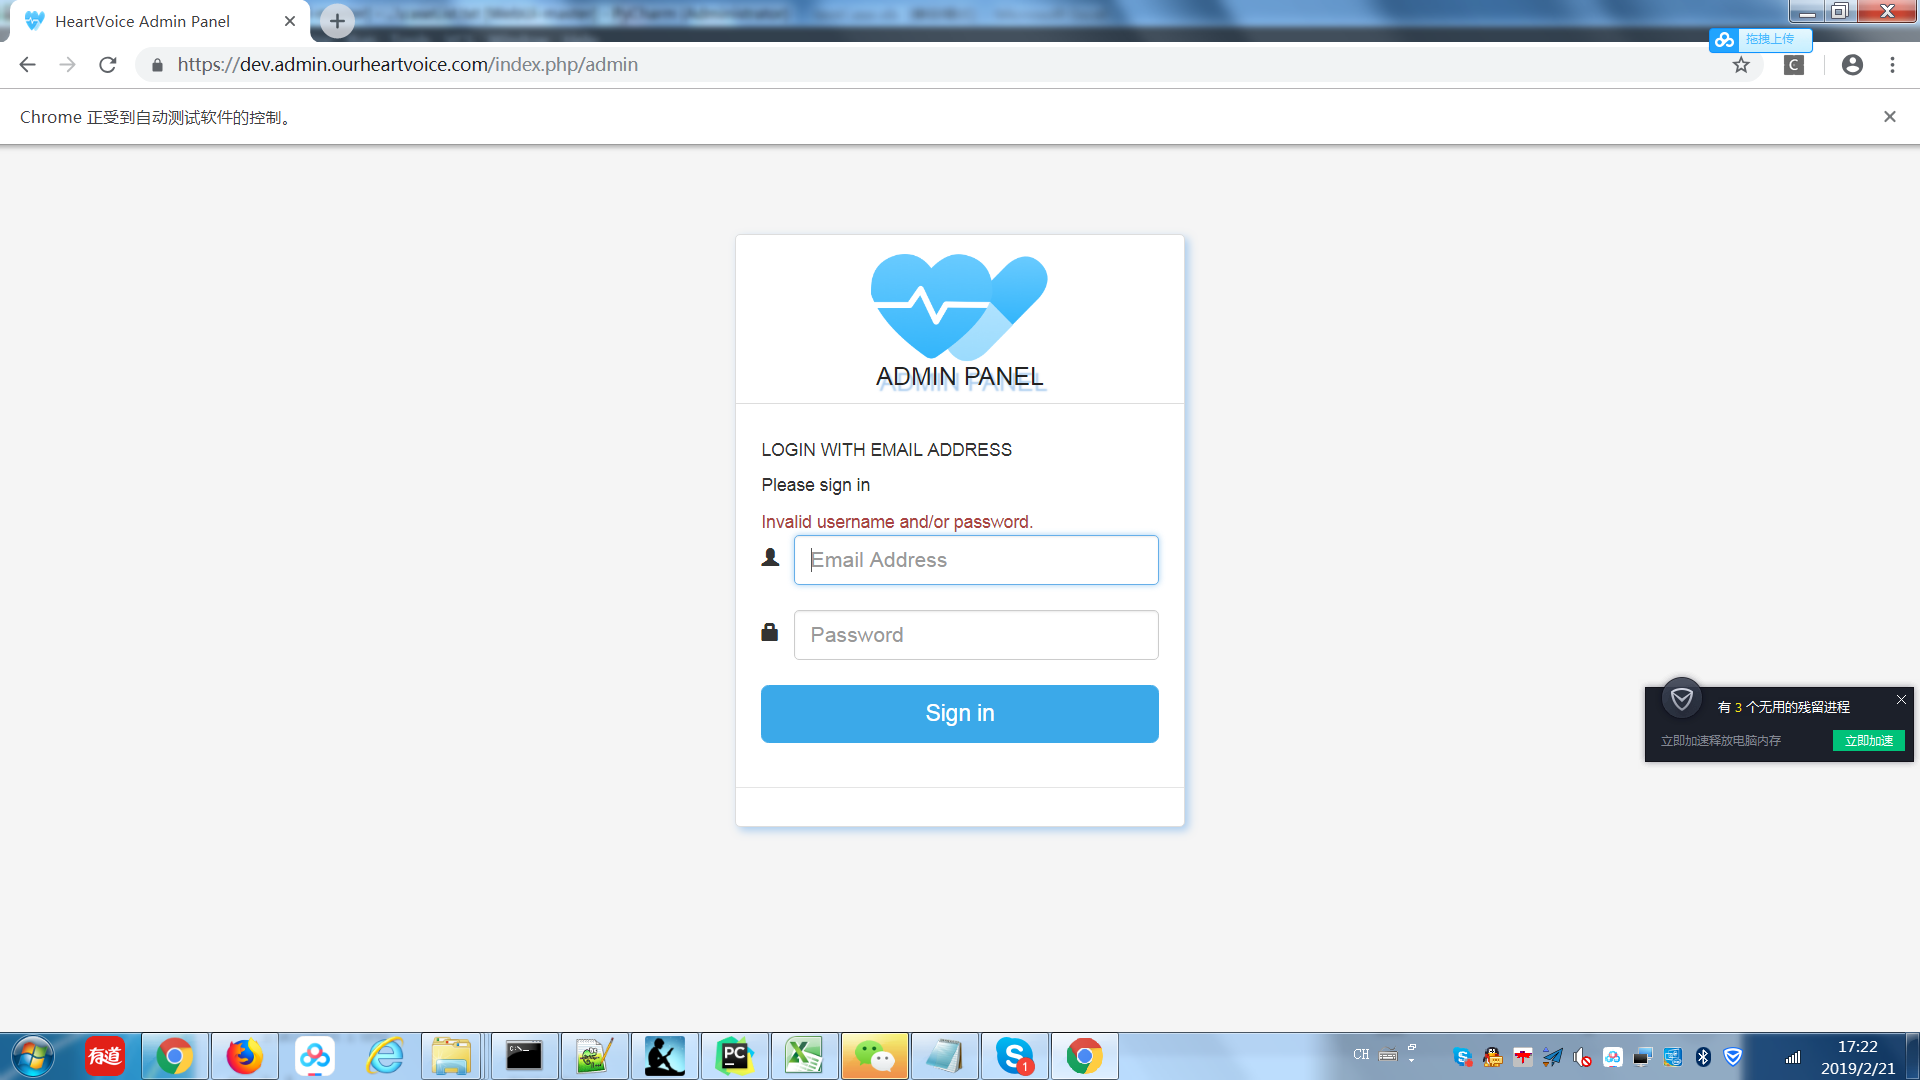 HeartVoice Admin Panel
拖拽上传
https://dev.admin.ourheartvoice.com/index.php/admin
C
Chrome 正受到自动测试软件的控制。
ADMIN PANEL
LOGIN WITH EMAIL ADDRESS
Please sign in
Invalid username and/or password.
Email Address
Password
Sign in
有 3 个无用的残留进程
立即加速释放电脑内存
立即加速
有道
PC
1
CH
17:22
2019/2/21